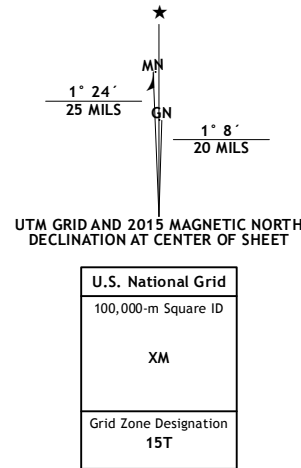 MN
1° 24´
25 MILS
GN
1° 8´
20 MILS
UTM GRID AND 2015 MAGNETIC NORTH
DECLINATION AT CENTER OF SHEET
U.S. National Grid
100,000-m Square ID
XM
Grid Zone Designation
15T